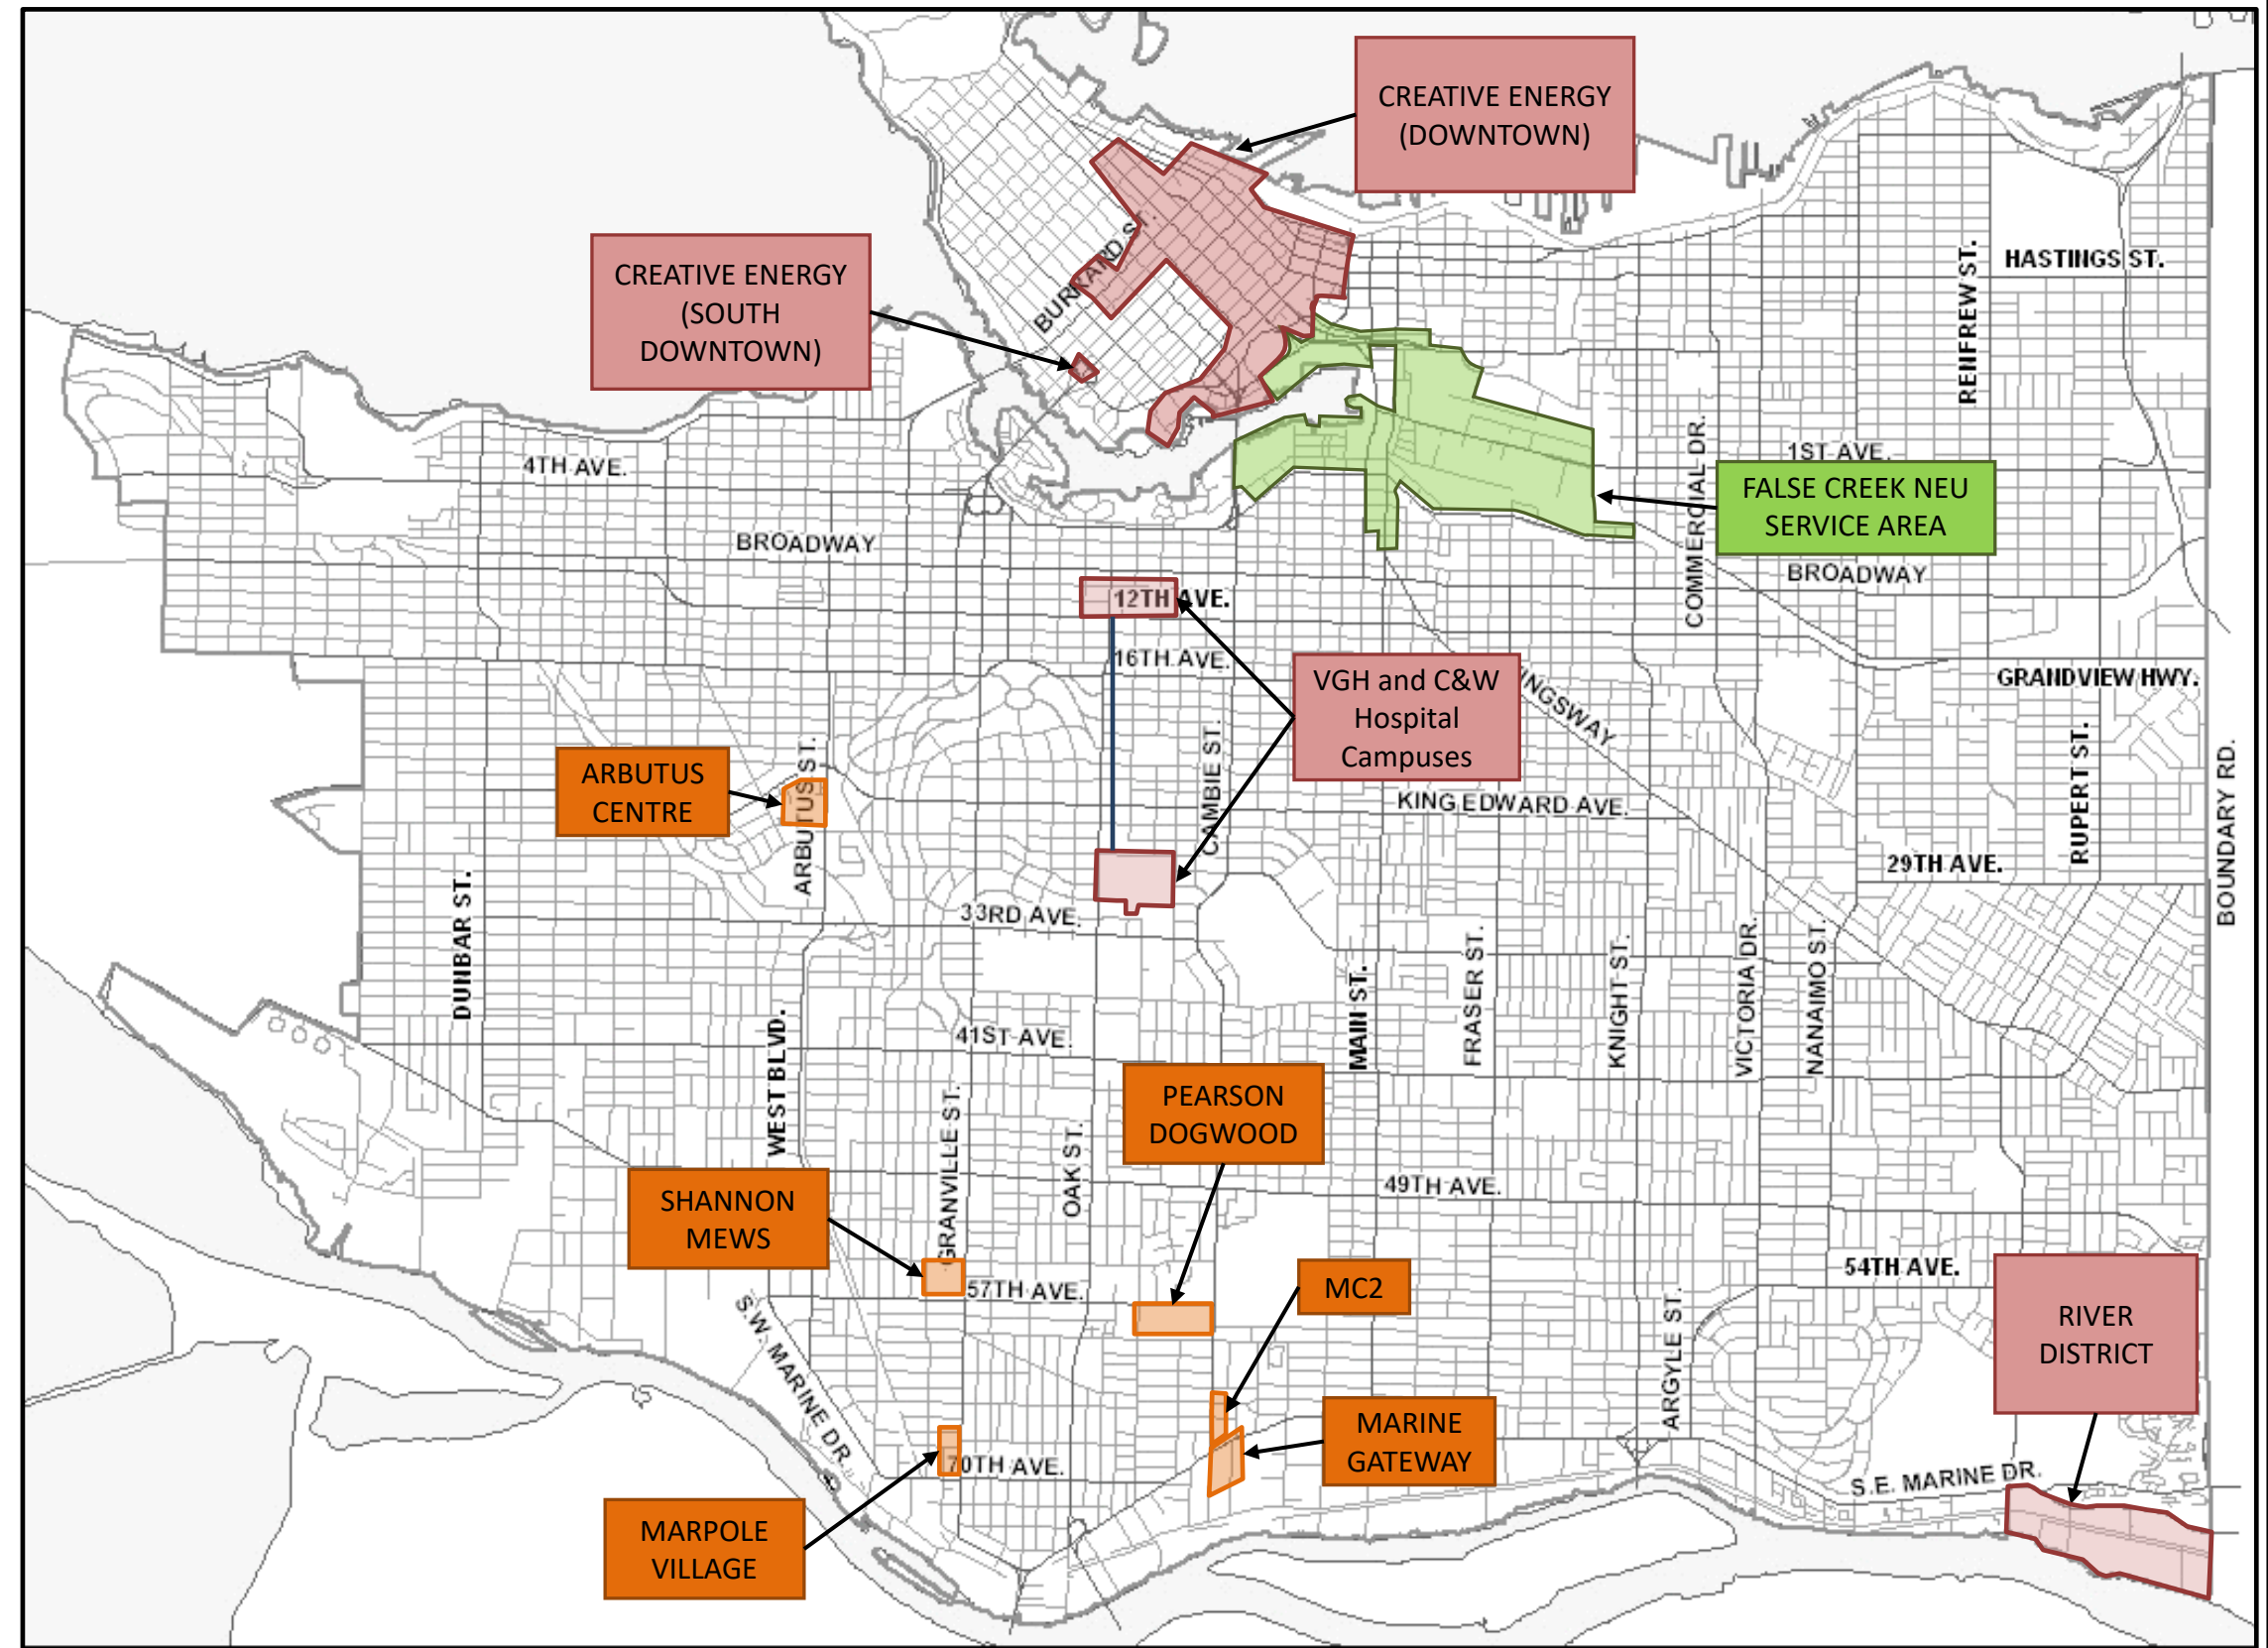 CREATIVE ENERGY
(DOWNTOWN)
CREATIVE ENERGY
(SOUTH
DOWNTOWN)
BURRARD ST.
HASTINGS ST.
RENFREW ST.
4TH AVE.
1ST AVE.
COMMERCIAL DR.
FALSE CREEK NEU
SERVICE AREA
BROADWAY
BROADWAY
12TH AVE.
16TH AVE.
VGH and C&W
Hospital
Campuses
INGSWAY
GRANDVIEW HWY.
ARBUTUS
CENTRE
ARBUTUS ST.
CAMBIE ST.
KING EDWARD AVE.
RUPERT ST.
BOUNDARY RD.
29TH AVE.
DUNBAR ST.
33RD AVE.
MAIN ST.
FRASER ST.
KNIGHT ST.
VICTORIA DR.
NANAIMO ST.
WEST BLVD.
41ST AVE.
PEARSON
DOGWOOD
GRANVILLE ST.
OAK ST.
49TH AVE.
SHANNON
MEWS
57TH AVE.
MC2
54TH AVE.
RIVER
DISTRICT
S.W. MARINE DR.
ARGYLE ST.
MARINE
GATEWAY
70TH AVE.
S.E. MARINE DR.
MARPOLE
VILLAGE